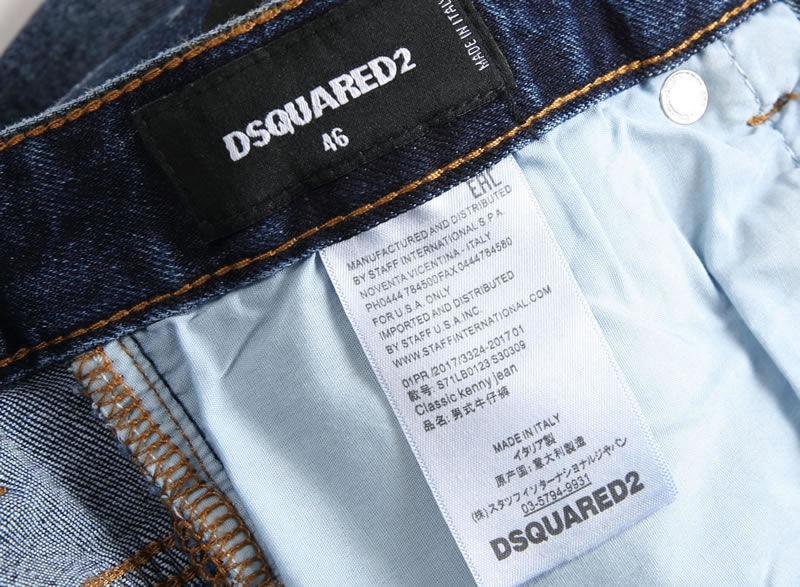 DSQUARED2
46
MADE IN ITALY
EAC
MANUFACTURED AND DISTRIBUTED
BY STAFF INTERNATIONAL S.P.A.
NOVENTA VICENTINA, ITALY
PH0444 784500FAX0444784580
FOR U.S.A. ONLY
IMPORTED AND DISTRIBUTED
BY STAFF U.S.A INC.
WWW.STAFFINTERNATIONAL.COM
01PR /2017/3324-2017 01
款号: S71LB0123 S30309
Classic kenny jean
品名: 男式牛仔裤
MADE IN ITALY
イタリア製
原产国: 意大利製造
(株) スタッフインターナショナルジャパン
03-5794-9931
DSQUARED2